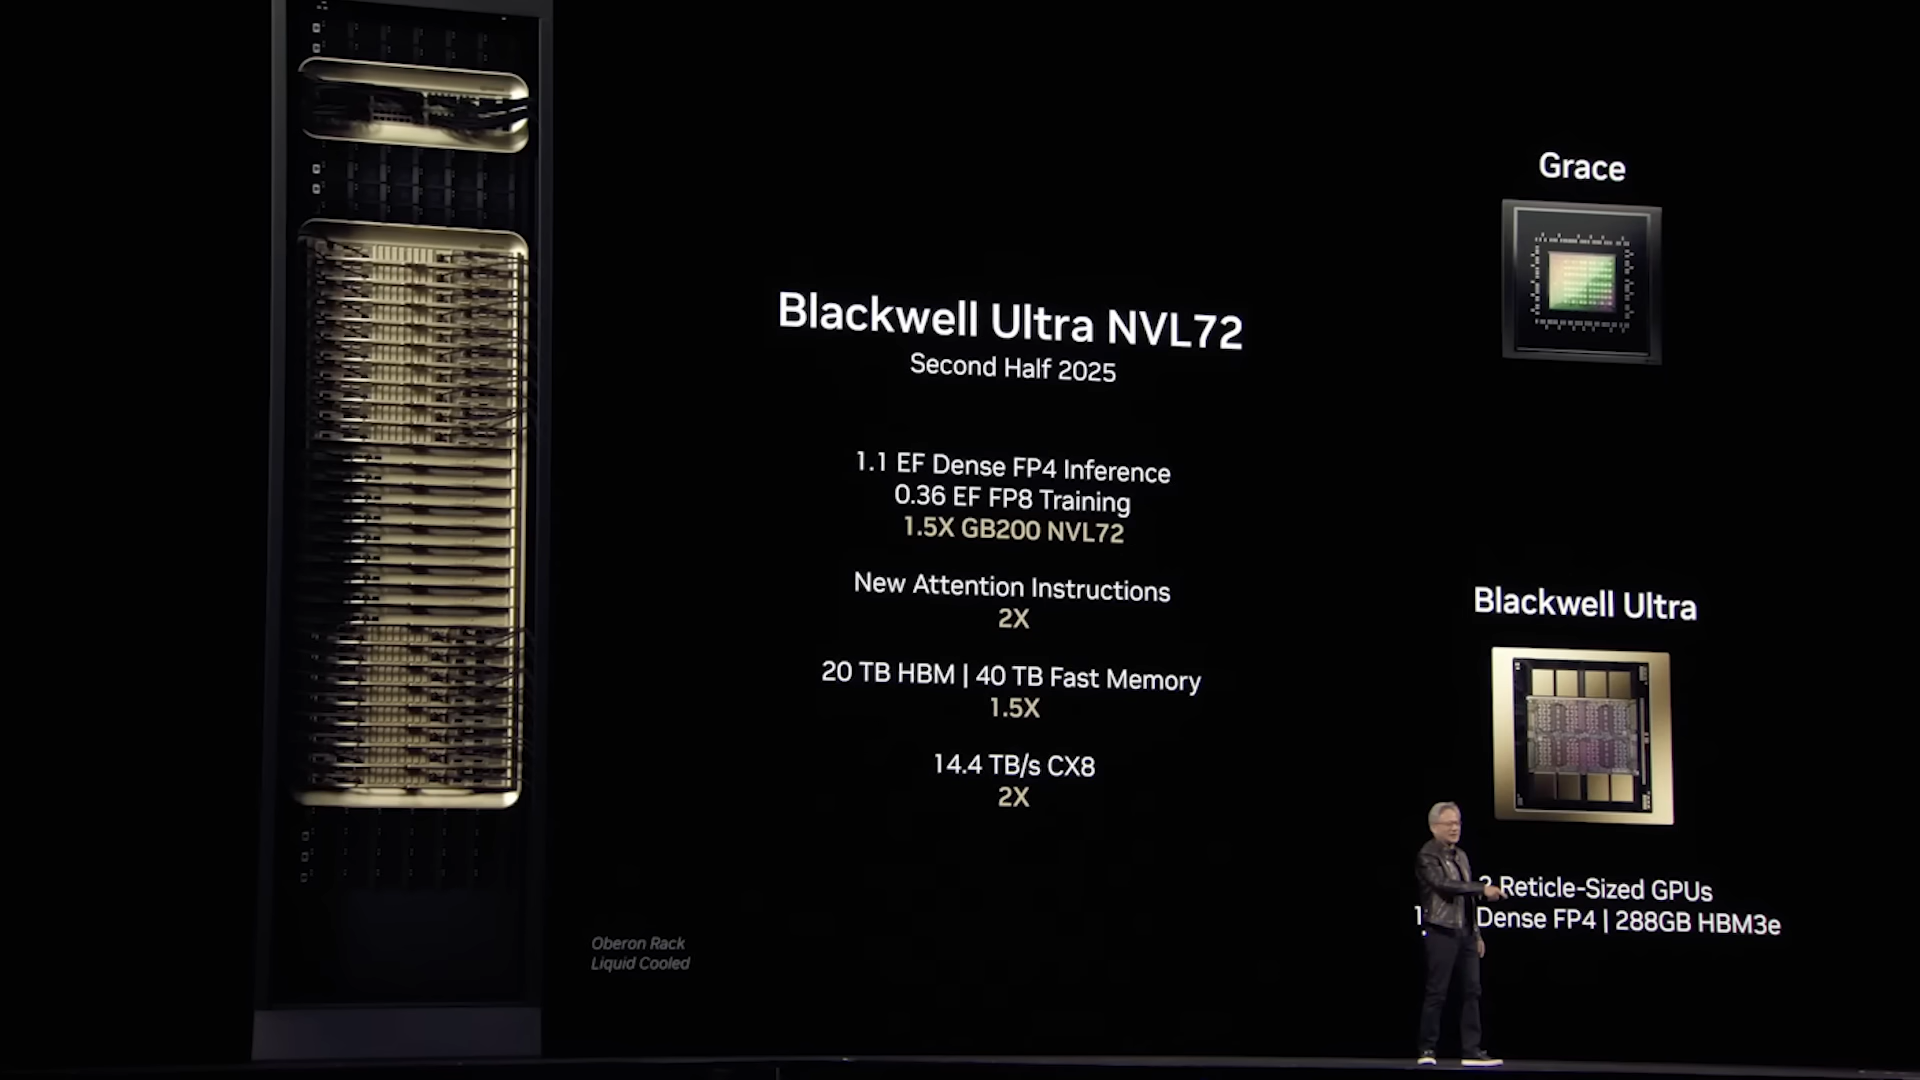 Grace
Blackwell Ultra NVL72
Second Half 2025
1.1 EF Dense FP4 Inference
0.36 EF FP8 Training
1.5X GB200 NVL72
New Attention Instructions
2X
20 TB HBM | 40 TB Fast Memory
1.5X
14.4 TB/s CX8
2X
Blackwell Ultra
Reticle-Sized GPUs
Dense FP4 | 288GB HBM3e
Oberon Rack
Liquid Cooled